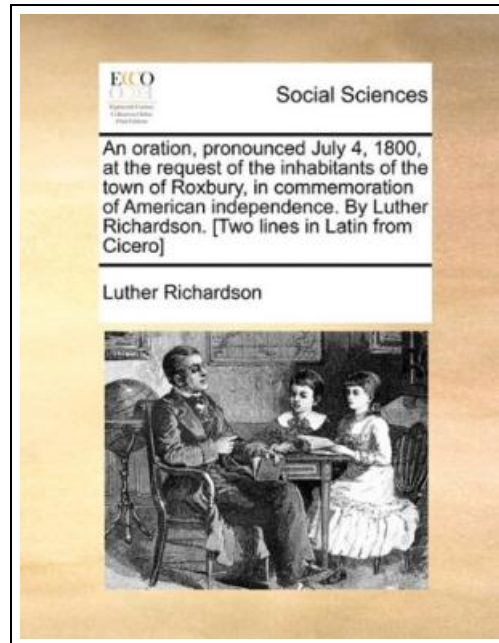 ECCO
Social Sciences
An oration, pronounced July 4, 1800,
at the request of the inhabitants of the
town of Roxbury, in commemoration
of American independence. By Luther
Richardson. [Two lines in Latin from
Cicero]
Luther Richardson